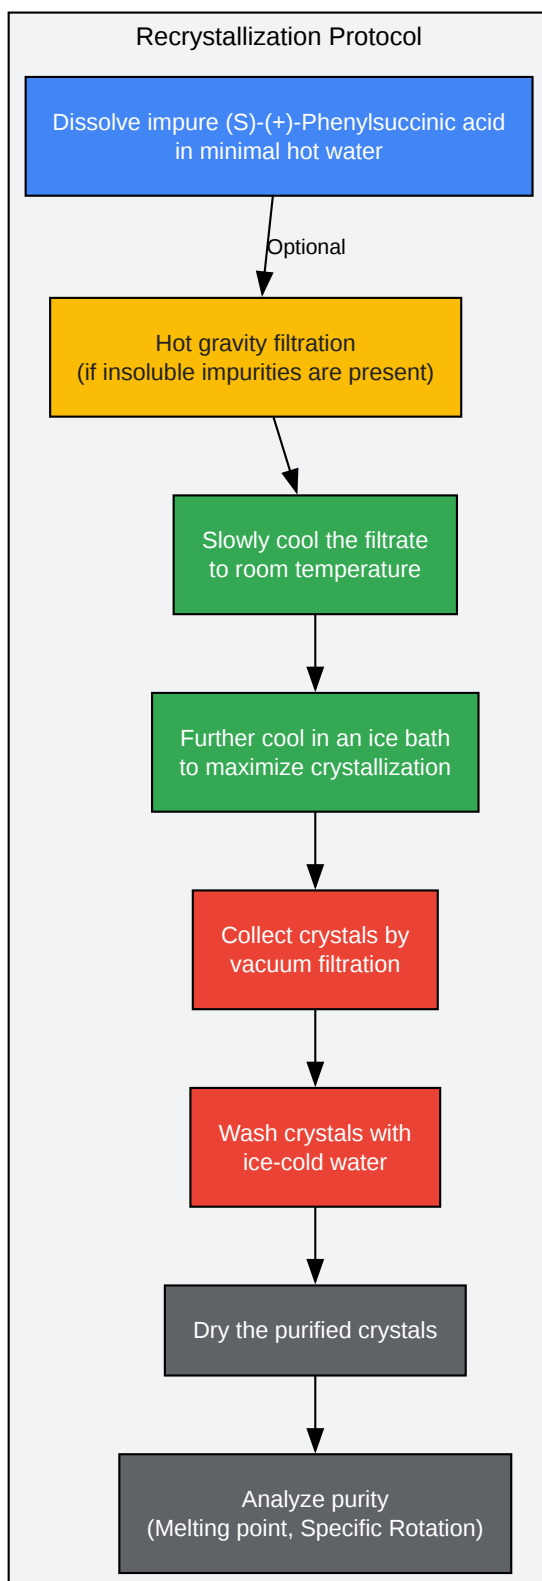 Recrystallization Protocol
Dissolve impure (S)-(+)-Phenylsuccinic acid
in minimal hot water
Optional
Hot gravity filtration
(if insoluble impurities are present)
Slowly cool the filtrate
to room temperature
Further cool in an ice bath
to maximize crystallization
Collect crystals by
vacuum filtration
Wash crystals with
ice-cold water
Dry the purified crystals
Analyze purity
(Melting point, Specific Rotation)